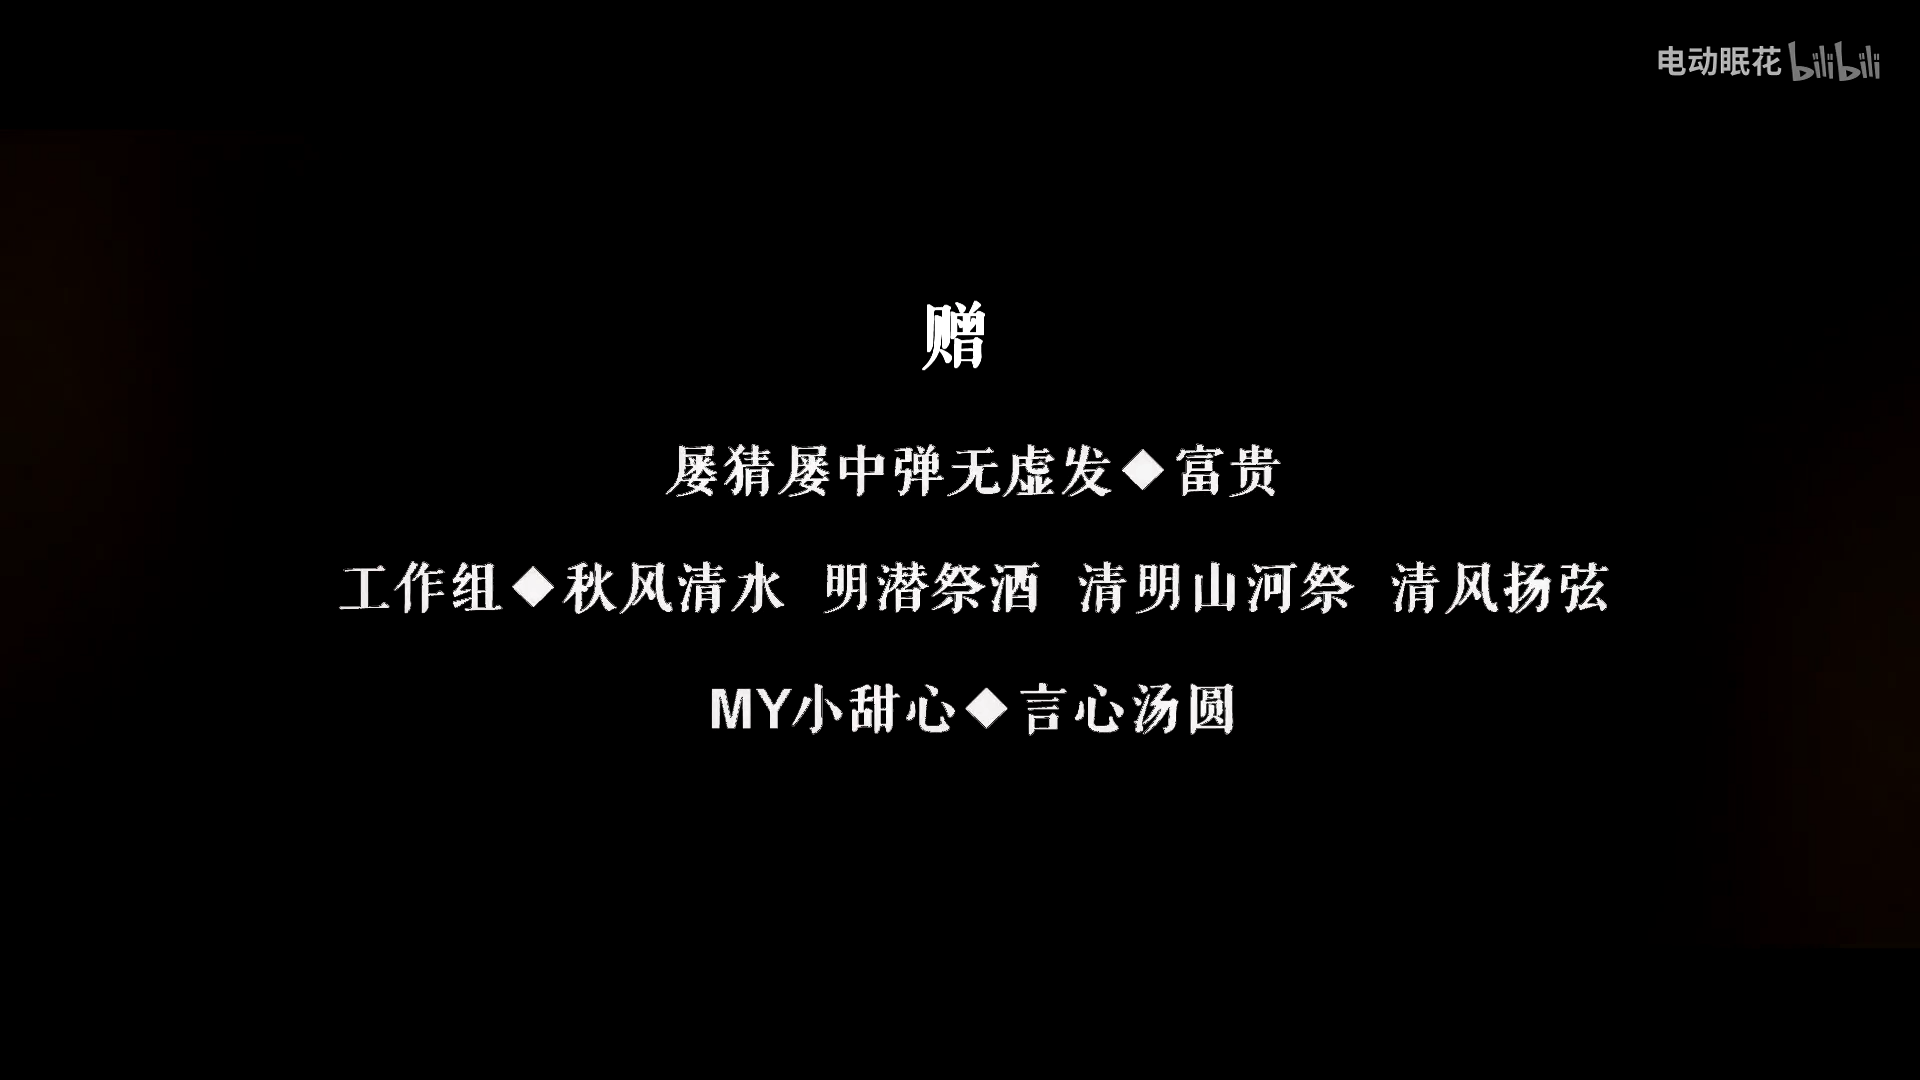 电动眠花 bilibili
赠
屡猜屡中弹无虚发◆富贵
工作组◆秋风清水 明潜祭酒 清明山河祭 清风扬弦
MY小甜心◆言心汤圆